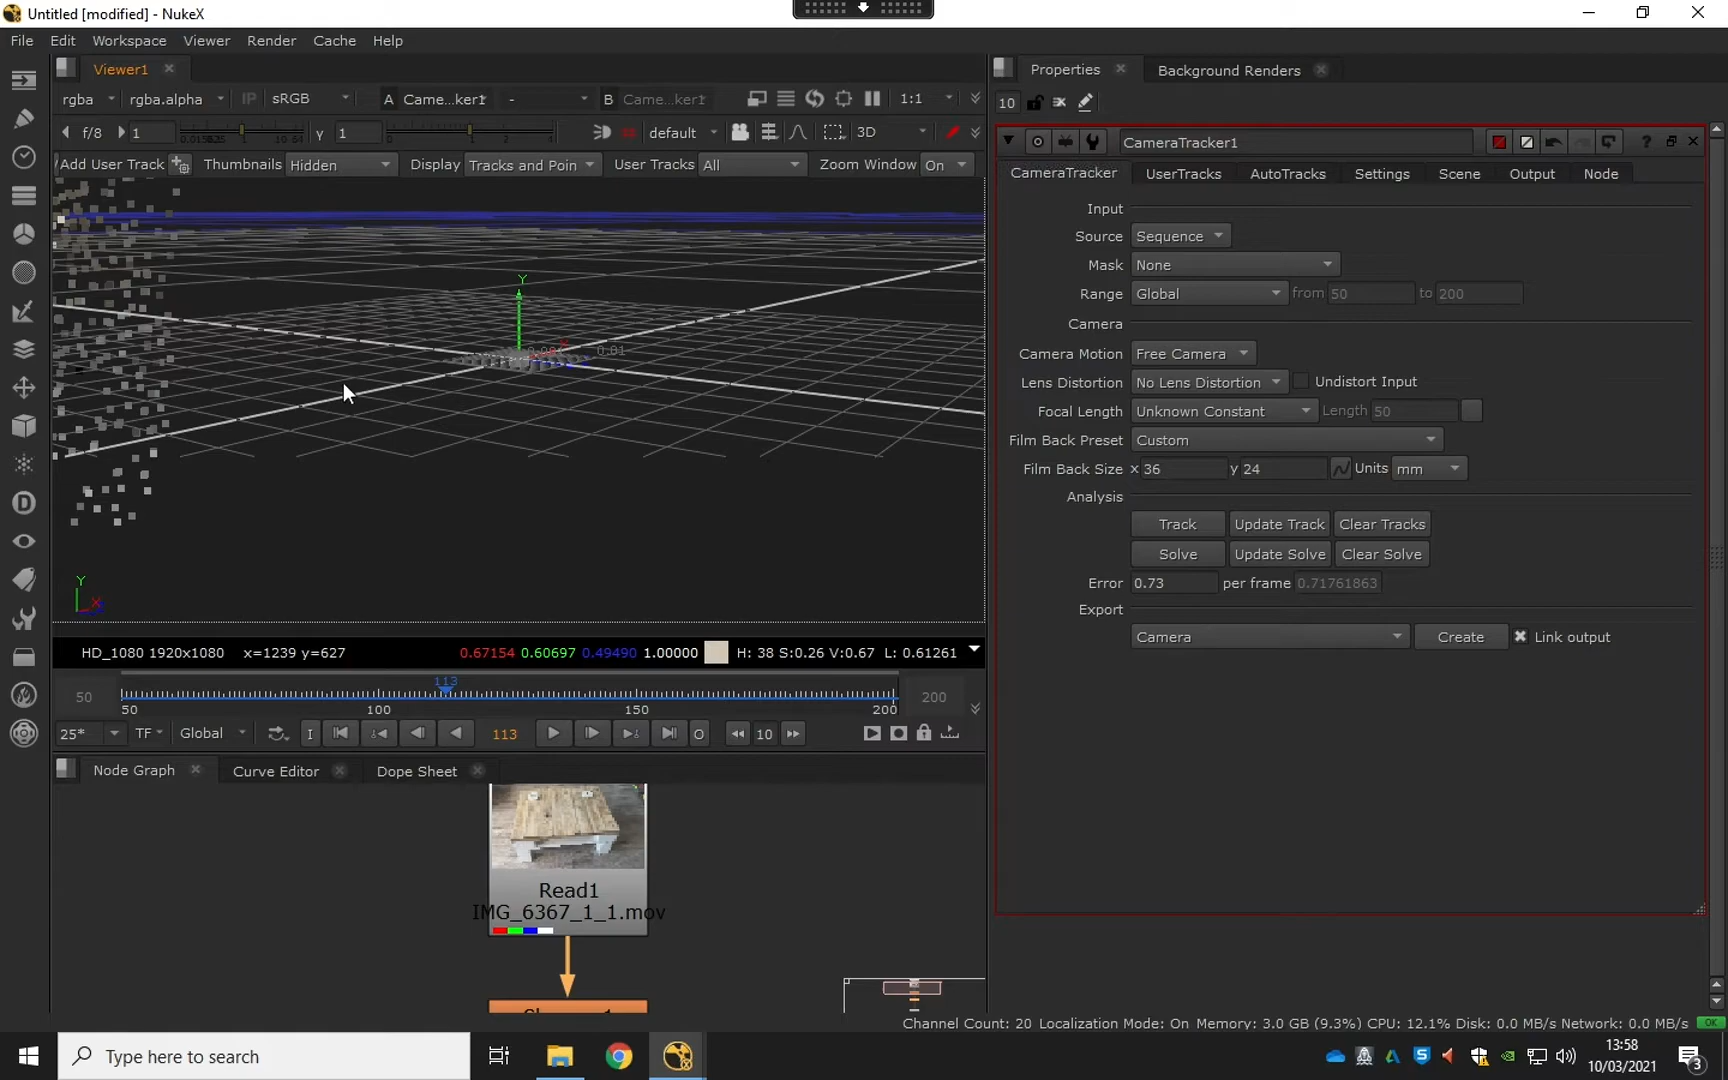 Untitled [modified] - NukeX
File Edit Workspace Viewer Render Cache Help
Viewer1
rgba rgba.alpha IP sRGB A Came...ker1 - B Came...ker1 1:1
f/8 1 γ 1 default 3D
Add User Track Thumbnails Hidden Display Tracks and Poin User Tracks All Zoom Window On
Y
X
0.01
Y
X
HD_1080 1920x1080 x=1239 y=627 0.67154 0.60697 0.49490 1.00000 H: 38 S:0.26 V:0.67 L: 0.61261
50 113 200
50 100 150 200
25* TF Global I 113 O 10
Node Graph Curve Editor Dope Sheet
Read1
IMG_6367_1_1.mov
Properties Background Renders
10
CameraTracker1
CameraTracker UserTracks AutoTracks Settings Scene Output Node
Input
Source Sequence
Mask None
Range Global from 50 to 200
Camera
Camera Motion Free Camera
Lens Distortion No Lens Distortion Undistort Input
Focal Length Unknown Constant Length 50
Film Back Preset Custom
Film Back Size x 36 y 24 Units mm
Analysis
Track Update Track Clear Tracks
Solve Update Solve Clear Solve
Error 0.73 per frame 0.71761863
Export
Camera Create Link output
Channel Count: 20 Localization Mode: On Memory: 3.0 GB (9.3%) CPU: 12.1% Disk: 0.0 MB/s Network: 0.0 MB/s OK
Type here to search
13:58
10/03/2021
3